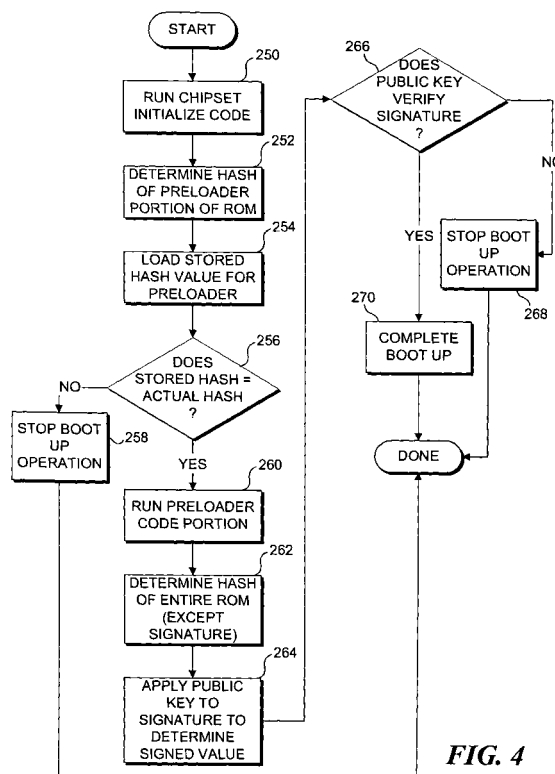 START
250
RUN CHIPSET
INITIALIZE CODE
252
DETERMINE HASH
OF PRELOADER
PORTION OF ROM
254
LOAD STORED
HASH VALUE FOR
PRELOADER
256
DOES
STORED HASH =
ACTUAL HASH
?
NO
STOP BOOT
UP
OPERATION
258
YES
260
RUN PRELOADER
CODE PORTION
262
DETERMINE HASH
OF ENTIRE ROM
(EXCEPT
SIGNATURE)
264
APPLY PUBLIC
KEY TO
SIGNATURE TO
DETERMINE
SIGNED VALUE
266
DOES
PUBLIC KEY
VERIFY
SIGNATURE
?
NO
YES
STOP BOOT
UP
OPERATION
268
270
COMPLETE
BOOT UP
DONE
FIG. 4